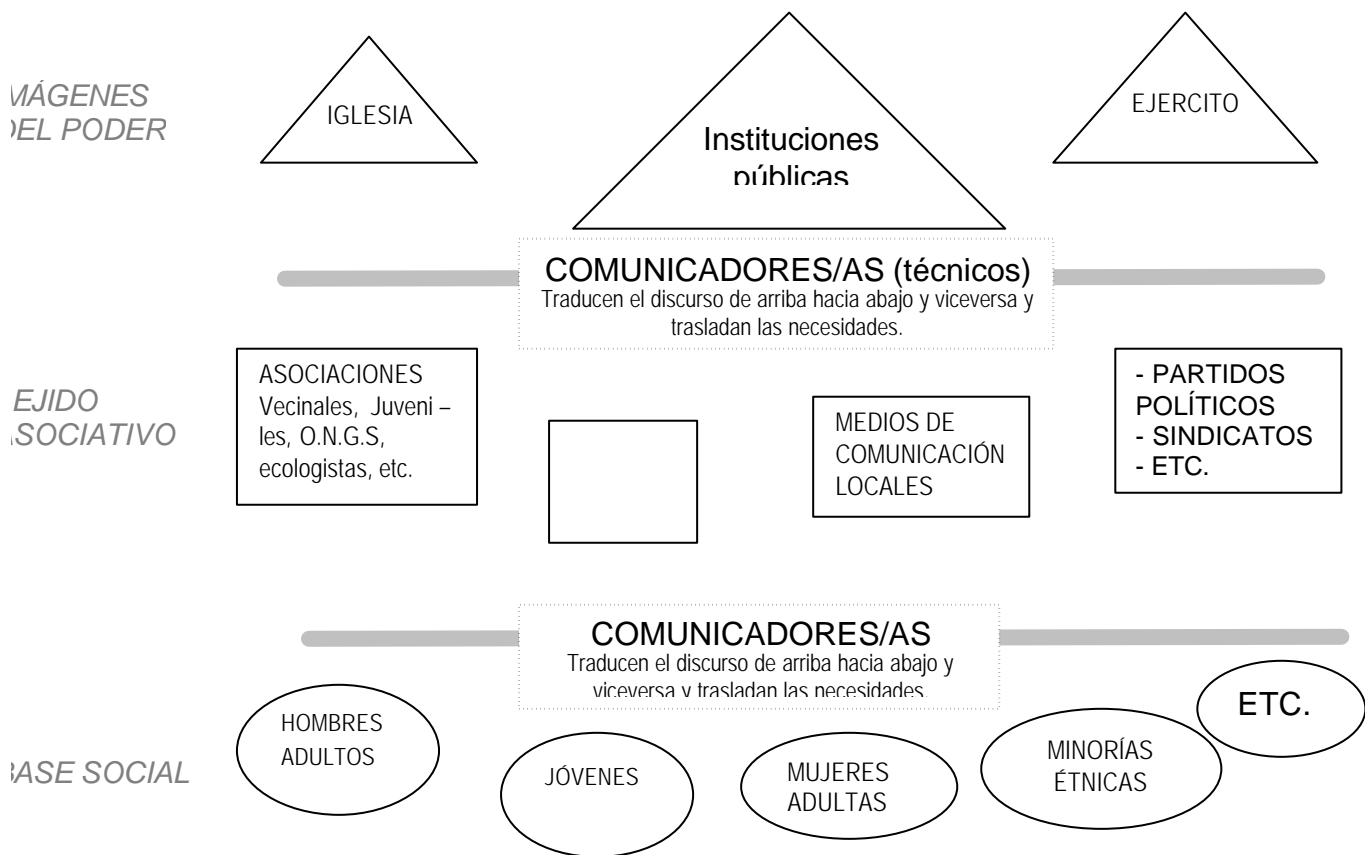 MÁGENES
DEL PODER
IGLESIA
Instituciones
públicas
EJERCITO
COMUNICADORES/AS (técnicos)
Traducen el discurso de arriba hacia abajo y viceversa y
trasladan las necesidades.
EJIDO
ASOCIATIVO
ASOCIACIONES
Vecinales, Juveni –
les, O.N.G.S,
ecologistas, etc.
MEDIOS DE
COMUNICACIÓN
LOCALES
- PARTIDOS
POLÍTICOS
- SINDICATOS
- ETC.
COMUNICADORES/AS
Traducen el discurso de arriba hacia abajo y
viceversa y trasladan las necesidades.
BASE SOCIAL
HOMBRES
ADULTOS
JÓVENES
MUJERES
ADULTAS
MINORÍAS
ÉTNICAS
ETC.